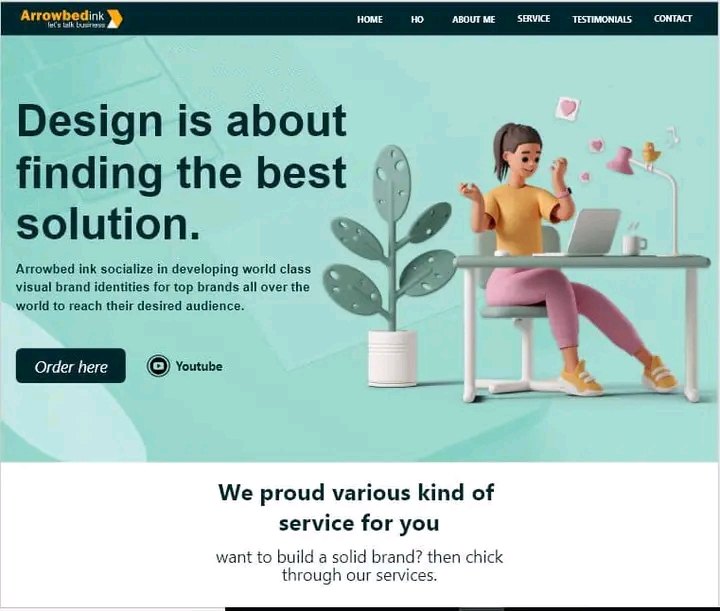 Arrowbedink
let's talk business
HOME HO ABOUT ME SERVICE TESTIMONIALS CONTACT
Design is about
finding the best
solution.
Arrowbed ink socialize in developing world class
visual brand identities for top brands all over the
world to reach their desired audience.
Order here Youtube
We proud various kind of
service for you
want to build a solid brand? then chick
through our services.